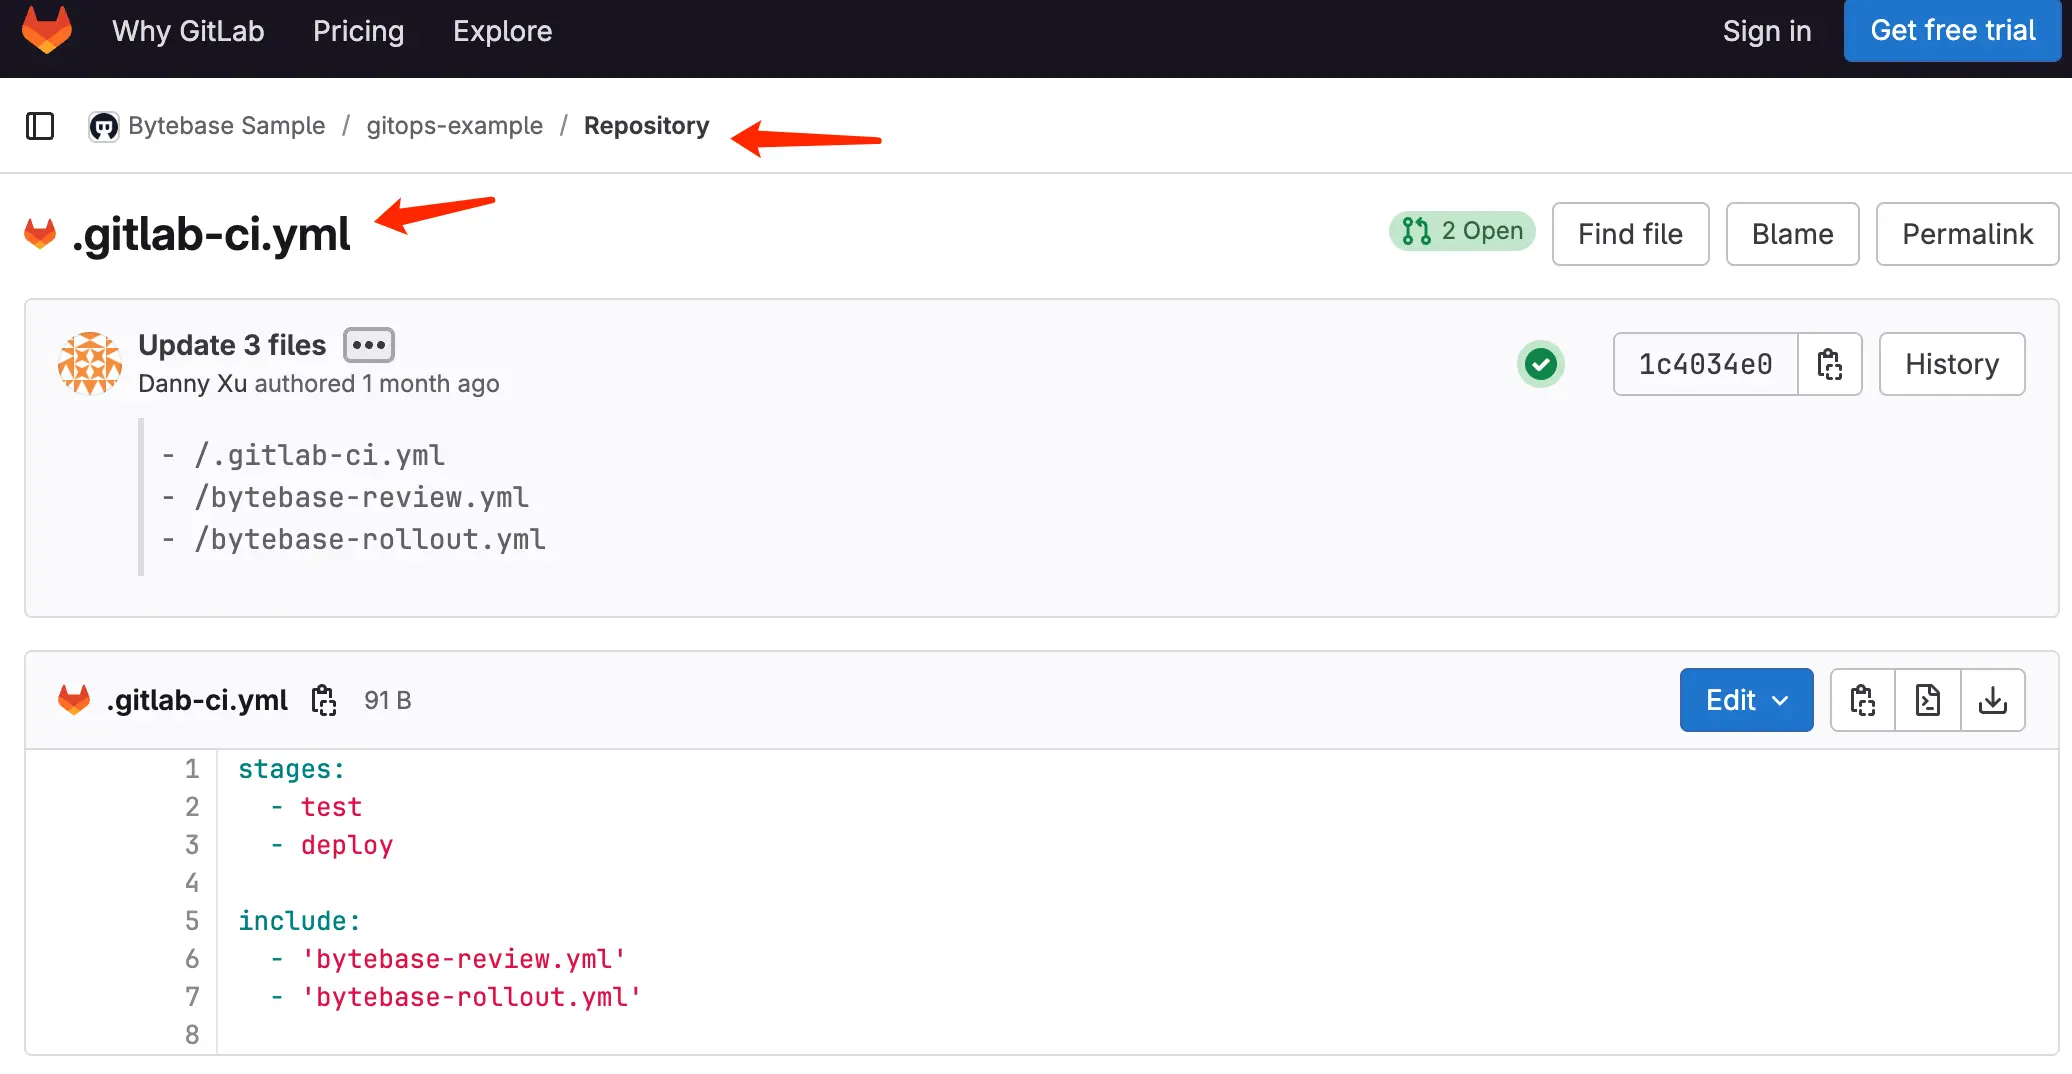 Why GitLab Pricing Explore Sign in Get free trial
Bytebase Sample / gitops-example / Repository
.gitlab-ci.yml 2 Open Find file Blame Permalink
Update 3 files •••
Danny Xu authored 1 month ago
1c4034e0 History
- /.gitlab-ci.yml
- /bytebase-review.yml
- /bytebase-rollout.yml
.gitlab-ci.yml 91 B Edit
1 stages:
2   - test
3   - deploy
4
5 include:
6   - 'bytebase-review.yml'
7   - 'bytebase-rollout.yml'
8